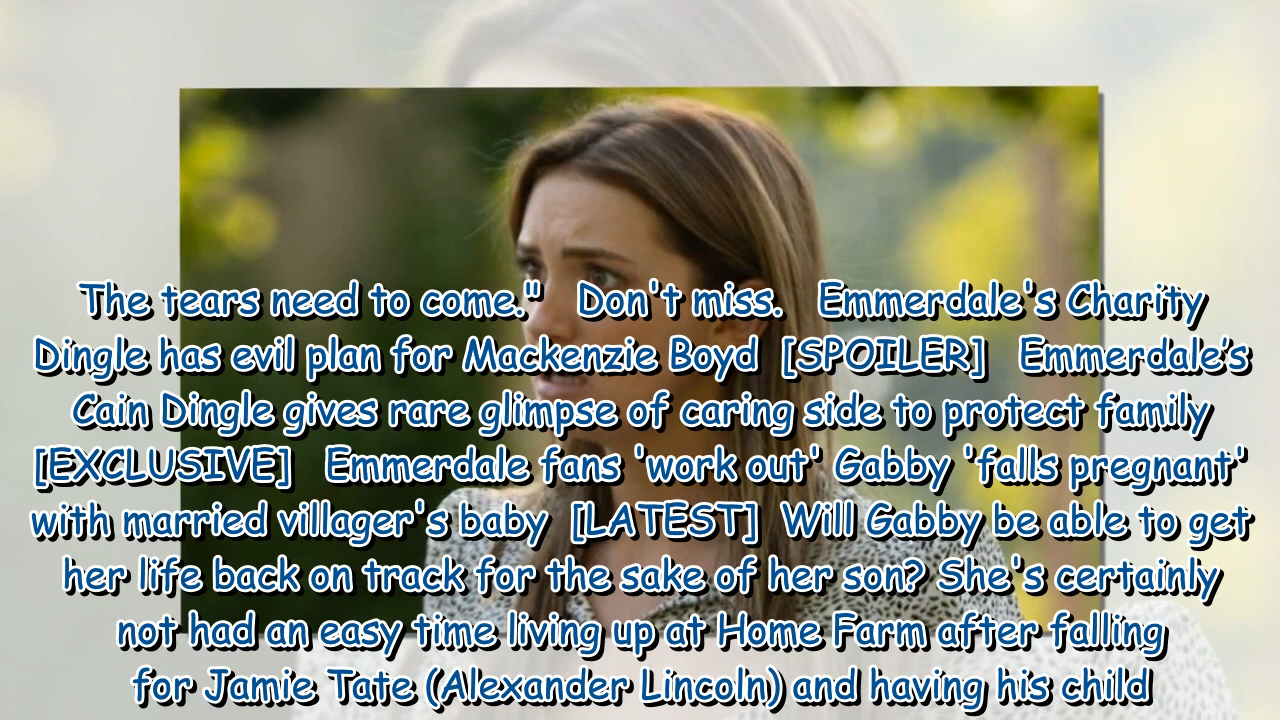 The tears need to come."   Don't miss.   Emmerdale's Charity
Dingle has evil plan for Mackenzie Boyd  [SPOILER]   Emmerdale’s
Cain Dingle gives rare glimpse of caring side to protect family
[EXCLUSIVE]   Emmerdale fans 'work out' Gabby 'falls pregnant'
with married villager's baby  [LATEST]  Will Gabby be able to get
her life back on track for the sake of her son? She's certainly
not had an easy time living up at Home Farm after falling
for Jamie Tate (Alexander Lincoln) and having his child